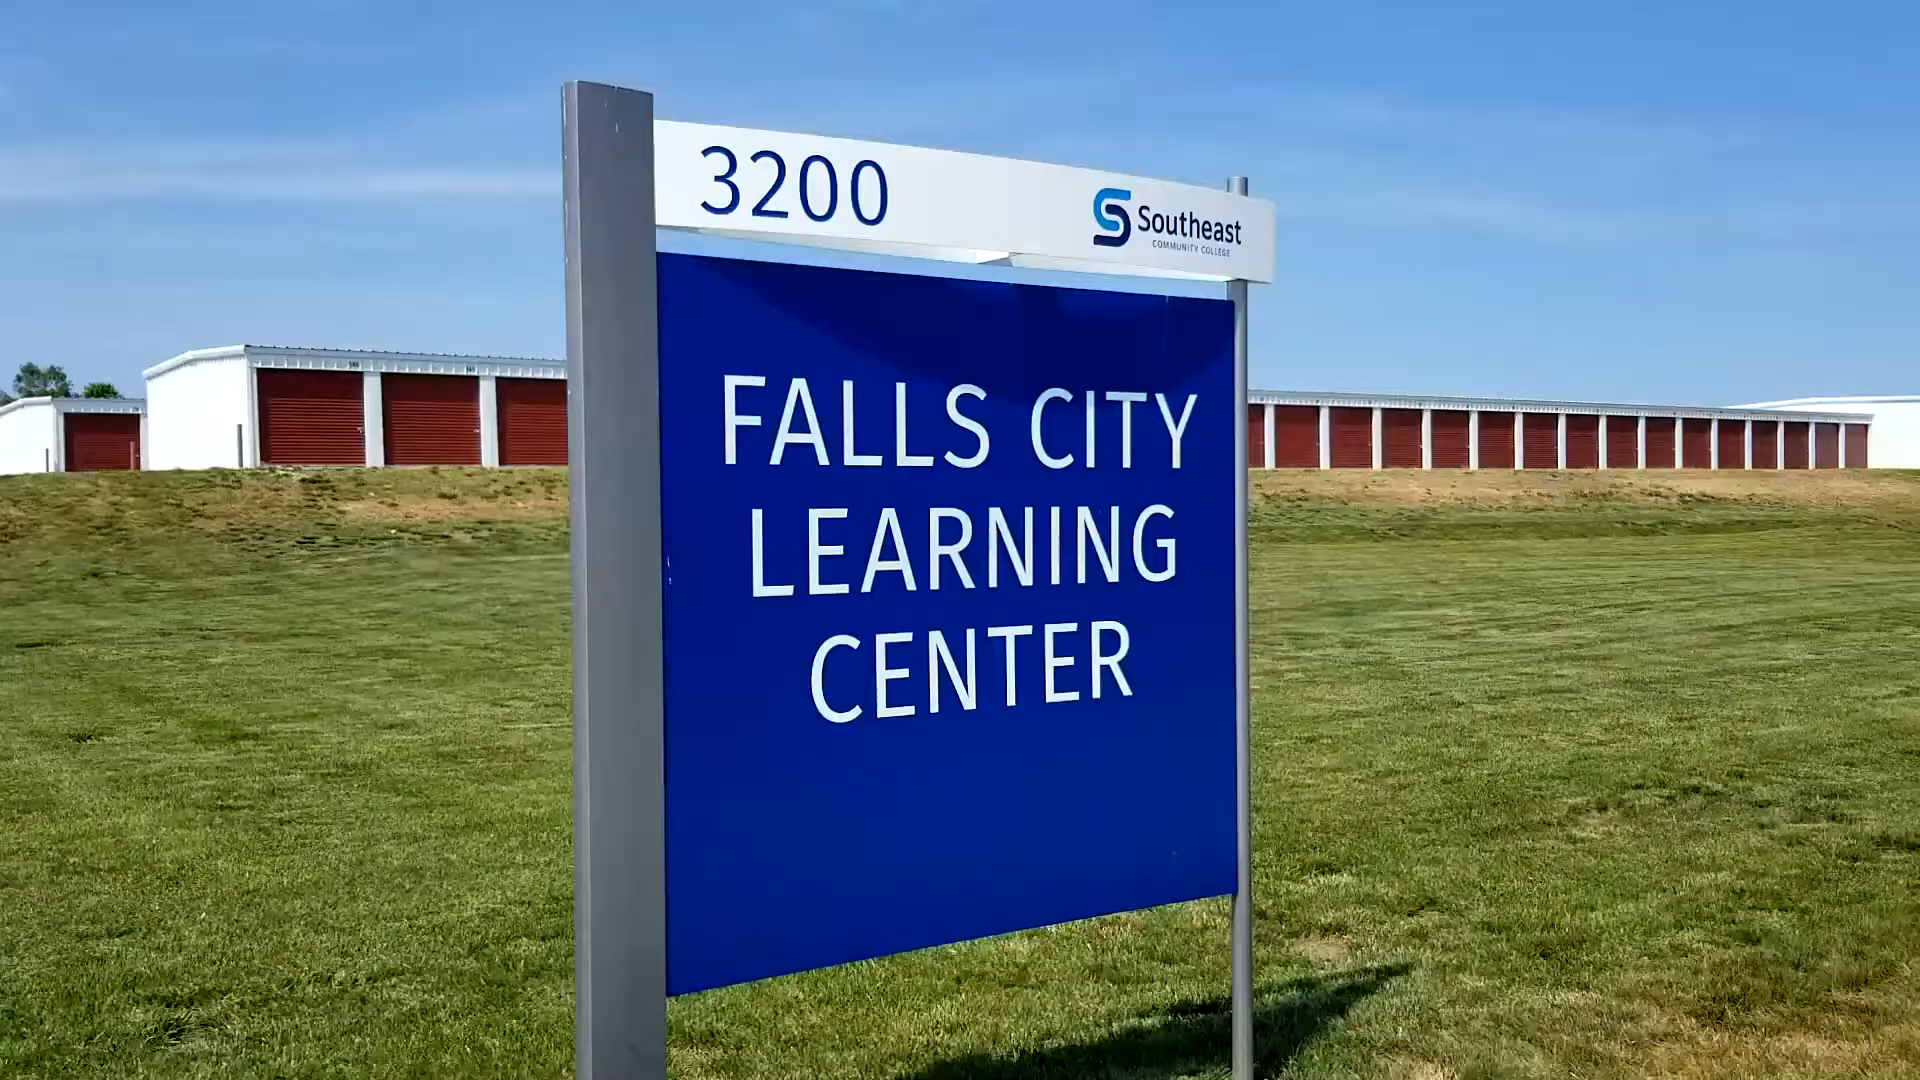 3200
Southeast
COMMUNITY COLLEGE
FALLS CITY
LEARNING
CENTER